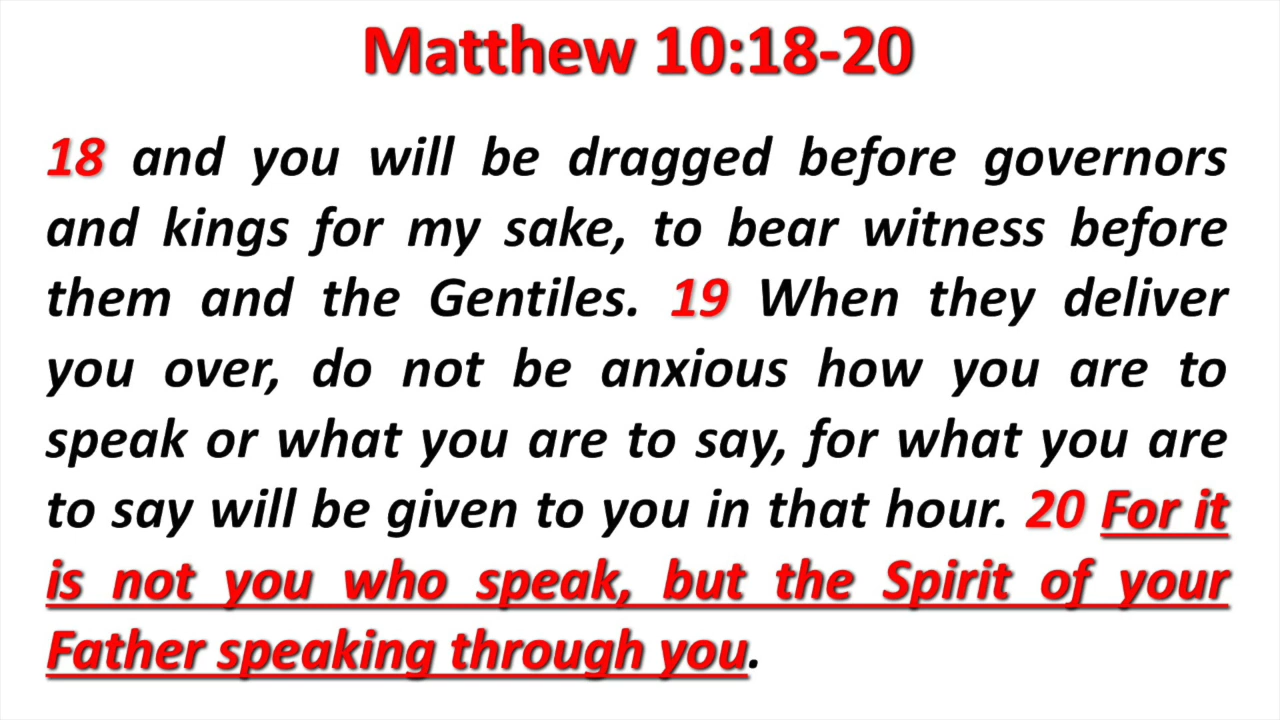 Matthew 10:18-20
18 and you will be dragged before governors
and kings for my sake, to bear witness before
them and the Gentiles. 19 When they deliver
you over, do not be anxious how you are to
speak or what you are to say, for what you are
to say will be given to you in that hour. 20 For it
is not you who speak, but the Spirit of your
Father speaking through you.